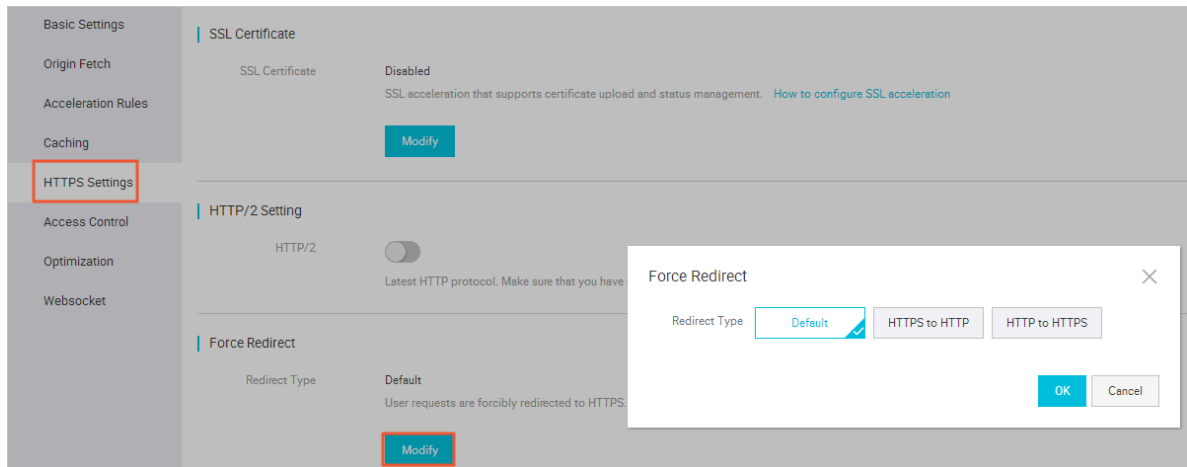 Basic Settings
Origin Fetch
Acceleration Rules
Caching
HTTPS Settings
Access Control
Optimization
Websocket
SSL Certificate
SSL Certificate Disabled
SSL acceleration that supports certificate upload and status management. How to configure SSL acceleration
Modify
HTTP/2 Setting
HTTP/2
Latest HTTP protocol. Make sure that you have
Force Redirect
Redirect Type Default
User requests are forcibly redirected to HTTPS.
Modify
Force Redirect
Redirect Type Default HTTPS to HTTP HTTP to HTTPS
OK Cancel